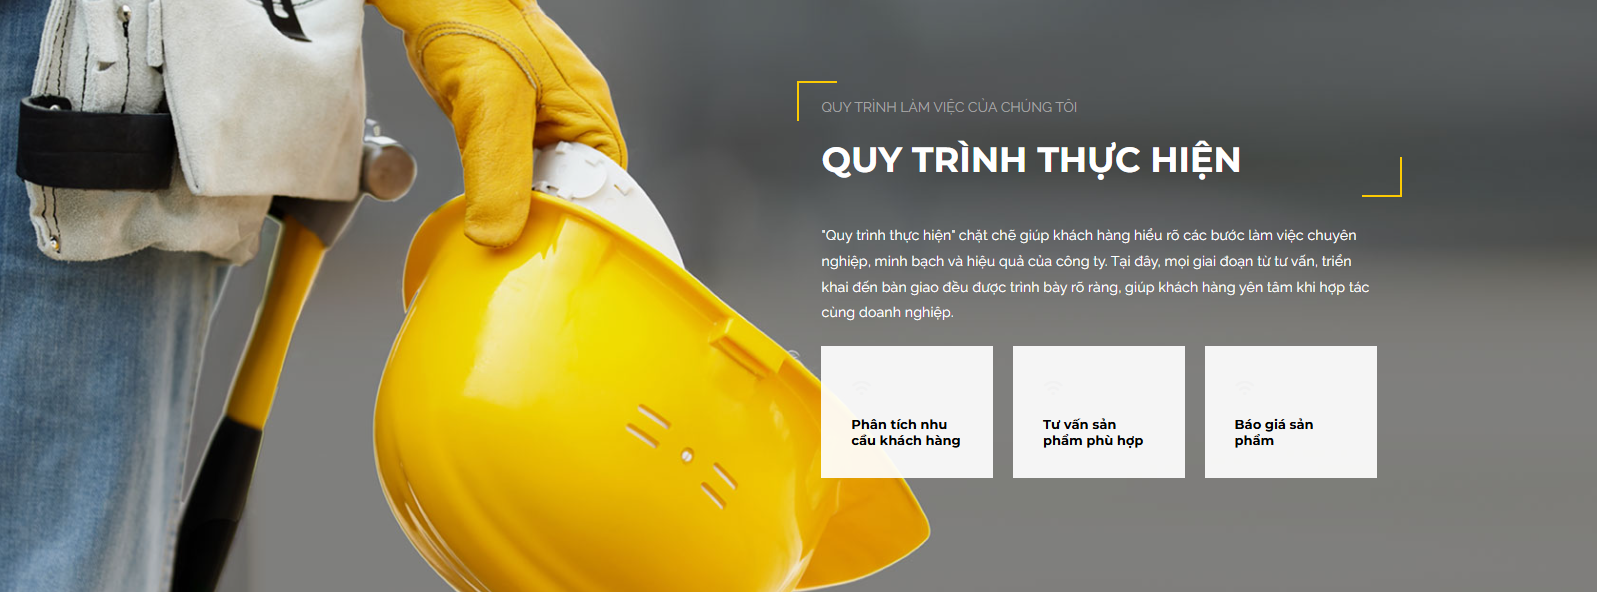 QUY TRÌNH LÀM VIỆC CỦA CHÚNG TÔI
QUY TRÌNH THỰC HIỆN
"Quy trình thực hiện" chặt chẽ giúp khách hàng hiểu rõ các bước làm việc chuyên
nghiệp, minh bạch và hiệu quả của công ty. Tại đây, mọi giai đoạn từ tư vấn, triển
khai đến bàn giao đều được trình bày rõ ràng, giúp khách hàng yên tâm khi hợp tác
cùng doanh nghiệp.
Phân tích nhu
cầu khách hàng
Tư vấn sản
phẩm phù hợp
Báo giá sản
phẩm